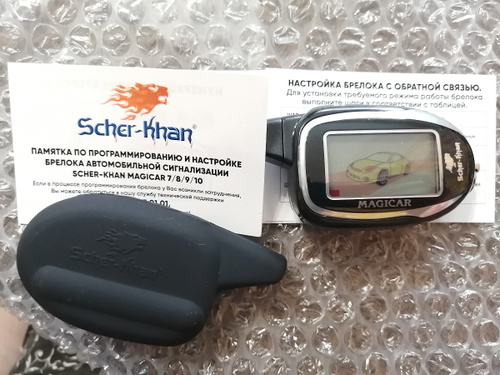 Scher-Khan
ПАМЯТКА ПО ПРОГРАММИРОВАНИЮ И НАСТРОЙКЕ
БРЕЛОКА АВТОМОБИЛЬНОЙ СИГНАЛИЗАЦИИ
SCHER-KHAN MAGICAR 7/8/9/10
Если в процессе программирования брелока у Вас возникли затруднения,
Вы можете обратиться в нашу службу технической поддержки
НАСТРОЙКА БРЕЛОКА С ОБРАТНОЙ СВЯЗЬЮ.
Для установки требуемого режима работы брелока
выполните шаги в соответствии с таблицей.
Scher-Khan
MAGICAR
Scher-Khan